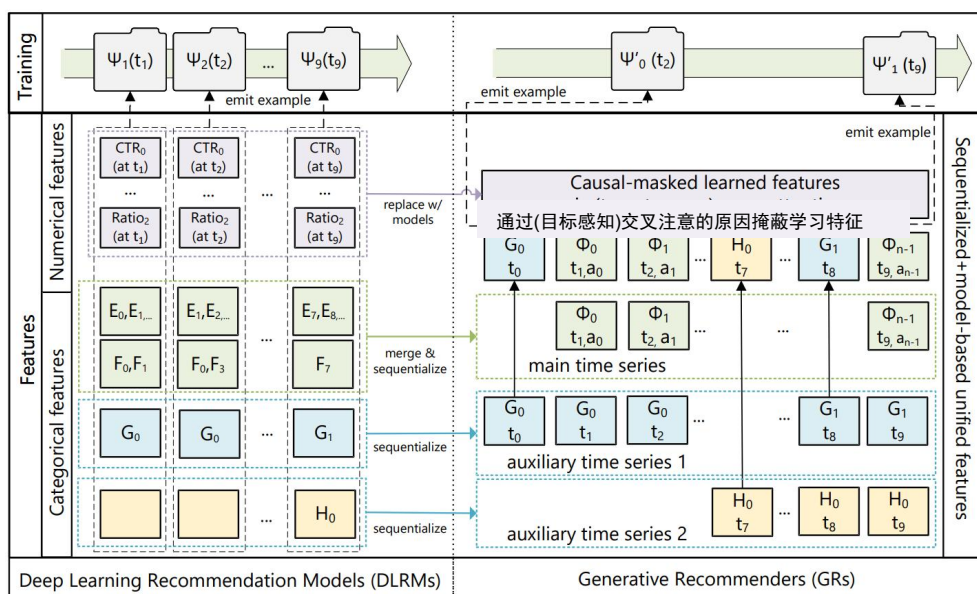 Training
Ψ₁(t₁)
Ψ₂(t₂)
...
Ψ₉(t₉)
emit example
Ψ'₀ (t₂)
Ψ'₁ (t₉)
emit example
Features
Numerical features
CTR₀
(at t₁)
CTR₀
(at t₂)
CTR₀
(at t₉)
...
...
...
...
Ratio₂
(at t₁)
Ratio₂
(at t₂)
Ratio₂
(at t₉)
replace w/
models
Causal-masked learned features
通过(目标感知)交叉注意的原因掩蔽学习特征
G₀
t₀
Φ₀
t₁,a₀
Φ₁
t₂, a₁
...
H₀
t₇
...
G₁
t₈
Φₙ₋₁
t₉, aₙ₋₁
Categorical features
E₀,E₁,...
E₁,E₂,...
...
E₇,E₈,...
F₀,F₁
F₀,F₃
F₇
merge &
sequentialize
Φ₀
t₁,a₀
Φ₁
t₂, a₁
...
...
Φₙ₋₁
t₉, aₙ₋₁
main time series
G₀
G₀
...
G₁
sequentialize
G₀
t₀
G₀
t₁
G₀
t₂
...
...
G₁
t₈
G₁
t₉
auxiliary time series 1
...
H₀
sequentialize
H₀
t₇
...
H₀
t₈
H₀
t₉
auxiliary time series 2
Sequentialized+model-based unified features
Deep Learning Recommendation Models (DLRMs)
Generative Recommenders (GRs)